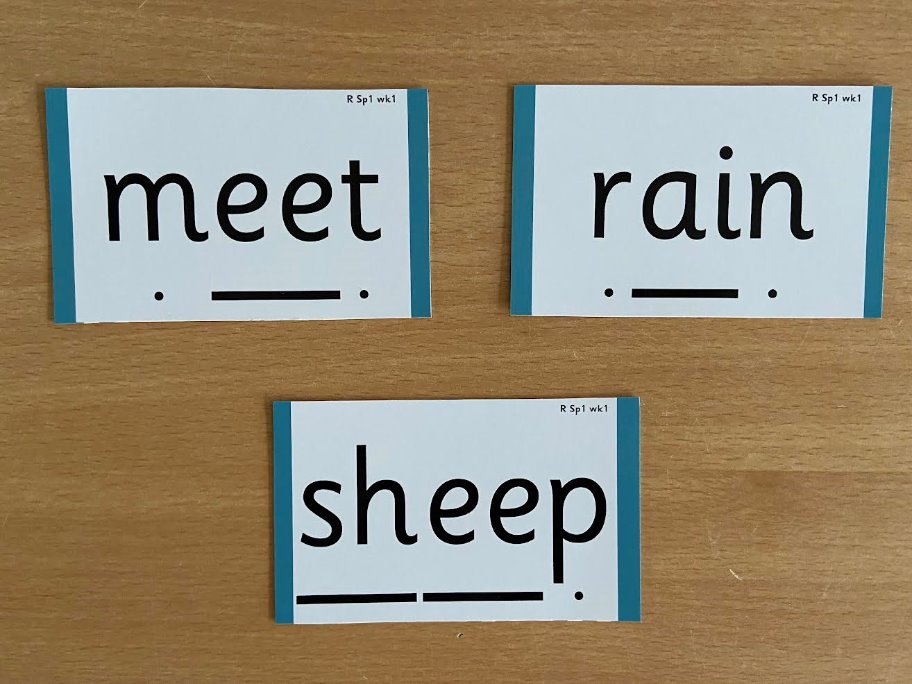 R Sp1 wk1
meet
R Sp1 wk1
rain
R Sp1 wk1
sheep